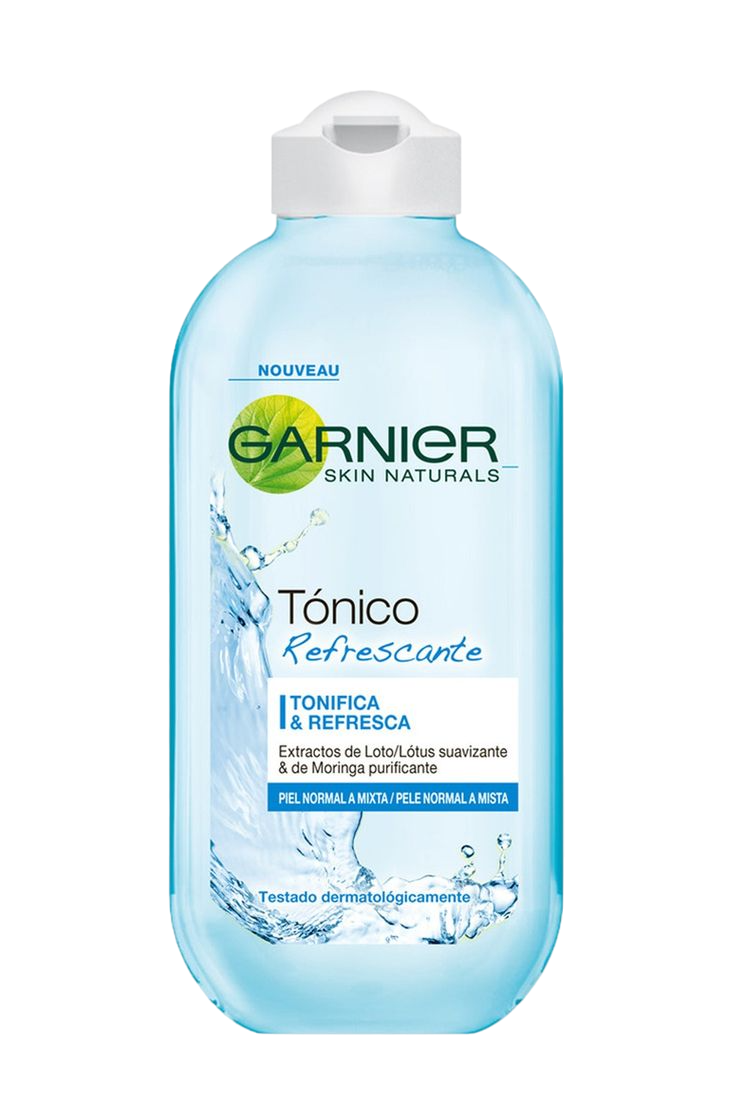 NOUVEAU
GARNIER
SKIN NATURALS
Tónico
Refrescante
TONIFICA
& REFRESCA
Extractos de Loto/Lótus suavizante
& de Moringa purificante
PIEL NORMAL A MIXTA / PELE NORMAL A MISTA
Testado dermatológicamente